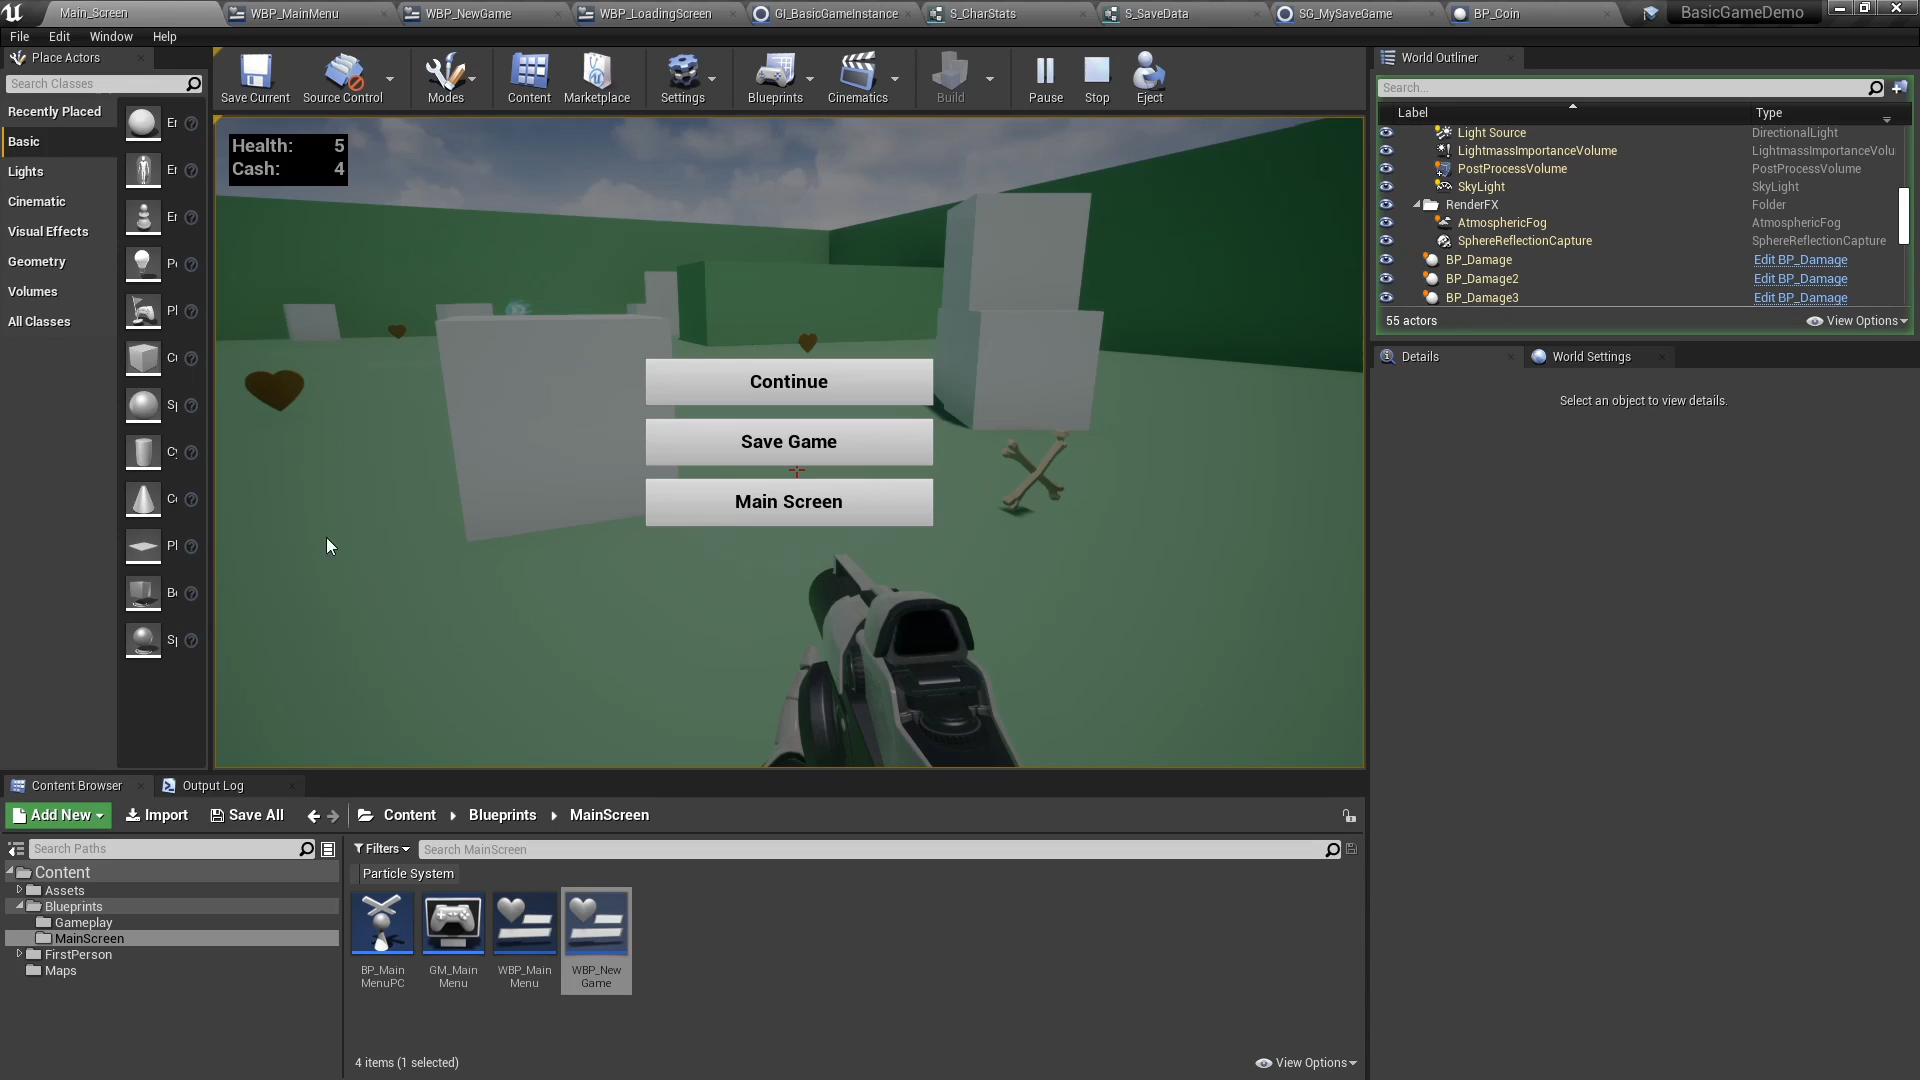 Main_Screen
WBP_MainMenu
WBP_NewGame
WBP_LoadingScreen
GI_BasicGameInstance
S_CharStats
S_SaveData
SG_MySaveGame
BP_Coin
BasicGameDemo
File Edit Window Help
Place Actors
Search Classes
Recently Placed
Basic
Lights
Cinematic
Visual Effects
Geometry
Volumes
All Classes
Save Current
Source Control
Modes
Content
Marketplace
Settings
Blueprints
Cinematics
Build
Pause
Stop
Eject
Health: 5
Cash: 4
Continue
Save Game
Main Screen
World Outliner
Search...
Label Type
Light Source DirectionalLight
LightmassImportanceVolume LightmassImportanceVolu
PostProcessVolume PostProcessVolume
SkyLight SkyLight
RenderFX Folder
AtmosphericFog AtmosphericFog
SphereReflectionCapture SphereReflectionCapture
BP_Damage Edit BP_Damage
BP_Damage2 Edit BP_Damage
BP_Damage3 Edit BP_Damage
55 actors View Options
Details World Settings
Select an object to view details.
Content Browser Output Log
Add New Import Save All Content Blueprints MainScreen
Search Paths
Content
Assets
Blueprints
Gameplay
MainScreen
FirstPerson
Maps
Filters Search MainScreen
Particle System
BP_Main
MenuPC
GM_Main
Menu
WBP_Main
Menu
WBP_New
Game
4 items (1 selected) View Options